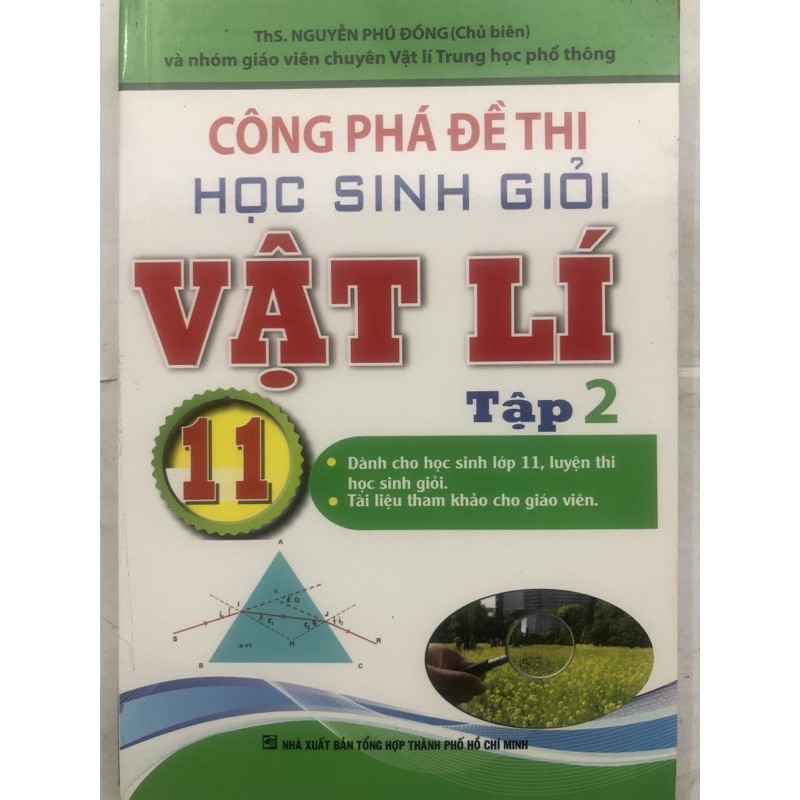 ThS. NGUYỄN PHÚ ĐỒNG (Chủ biên)
và nhóm giáo viên chuyên Vật lí Trung học phổ thông
CÔNG PHÁ ĐỀ THI
HỌC SINH GIỎI
VẬT LÍ
Tập 2
11
Dành cho học sinh lớp 11, luyện thi
học sinh giỏi.
Tài liệu tham khảo cho giáo viên.
A
K
D
I
J
S
R
H
n
B
C
NHÀ XUẤT BẢN TỔNG HỢP THÀNH PHỐ HỒ CHÍ MINH